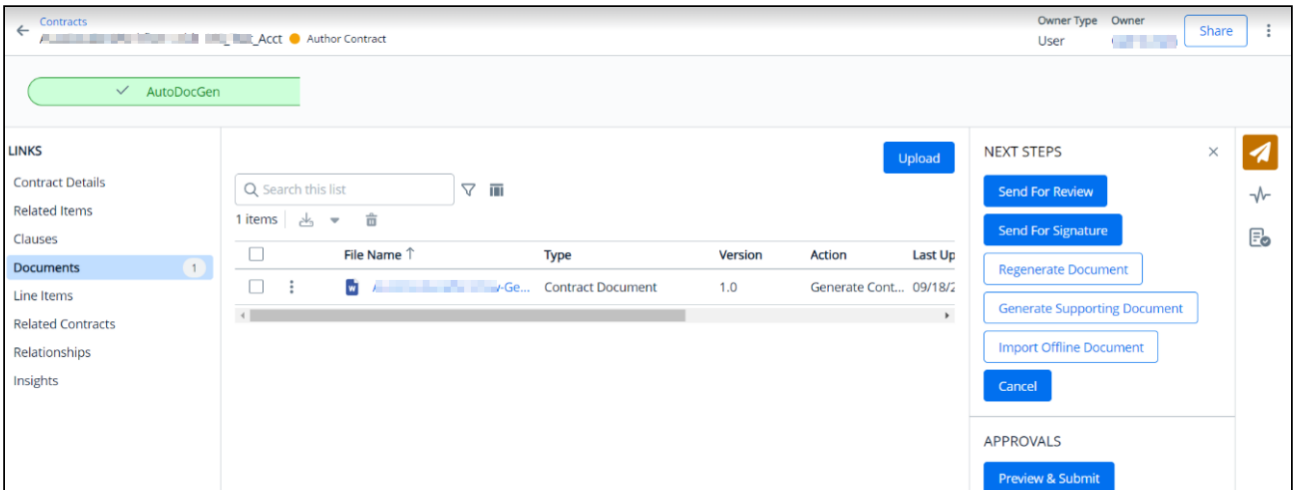 Contracts
Acct Author Contract
Owner Type Owner
User
Share
AutoDocGen
LINKS
Contract Details
Related Items
Clauses
Documents 1
Line Items
Related Contracts
Relationships
Insights
Upload
Search this list
1 items
File Name ↑ Type Version Action Last Up
-Ge... Contract Document 1.0 Generate Cont... 09/18/2
NEXT STEPS
Send For Review
Send For Signature
Regenerate Document
Generate Supporting Document
Import Offline Document
Cancel
APPROVALS
Preview & Submit